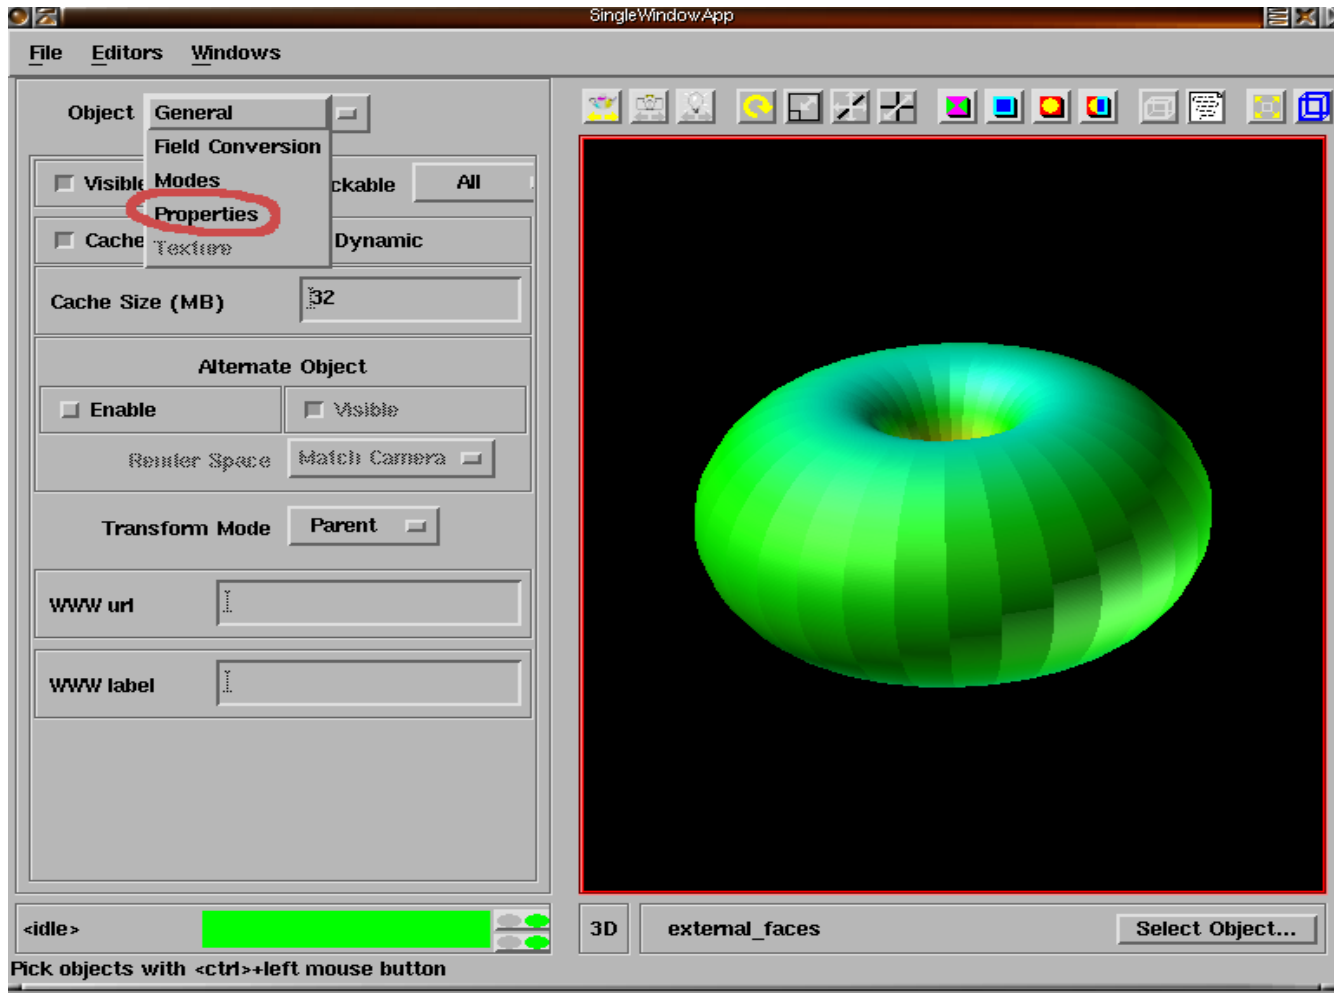 SingleWindowApp
File Editors Windows
Object General
Field Conversion
Modes
Properties
Texture
Visible ckable All
Cache Dynamic
Cache Size (MB) 32
Alternate Object
Enable Visible
Render Space Match Camera
Transform Mode Parent
WWW url
WWW label
<idle> 3D external_faces Select Object...
Pick objects with <ctrl>+left mouse button